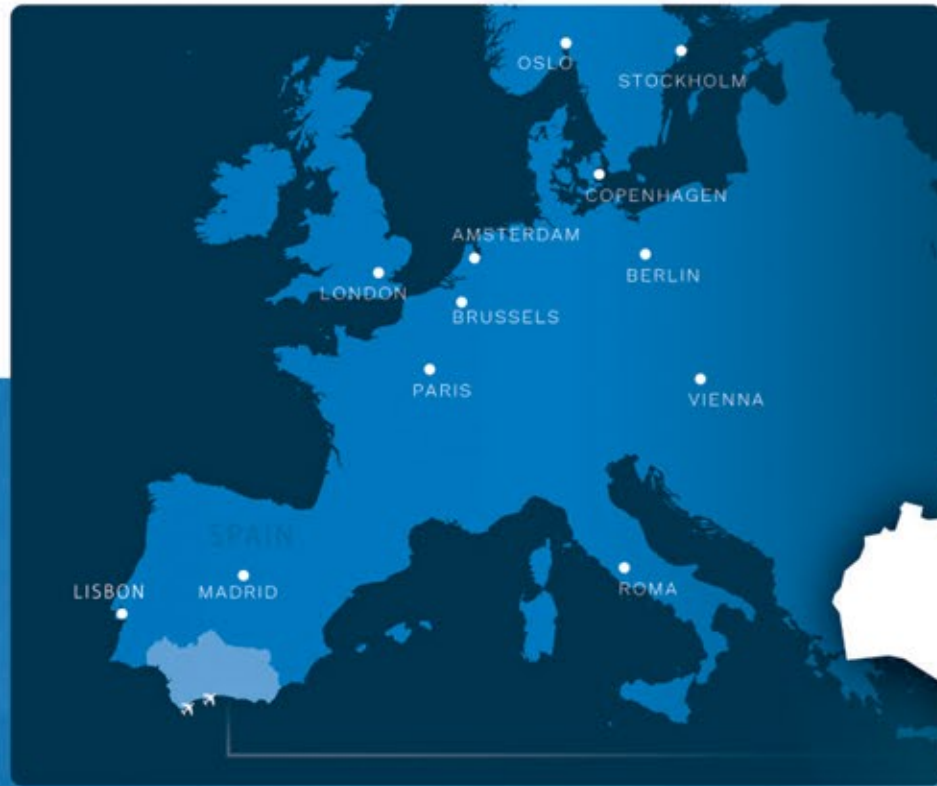 OSLO
STOCKHOLM
COPENHAGEN
AMSTERDAM
BERLIN
LONDON
BRUSSELS
PARIS
VIENNA
SPAIN
LISBON
MADRID
ROMA